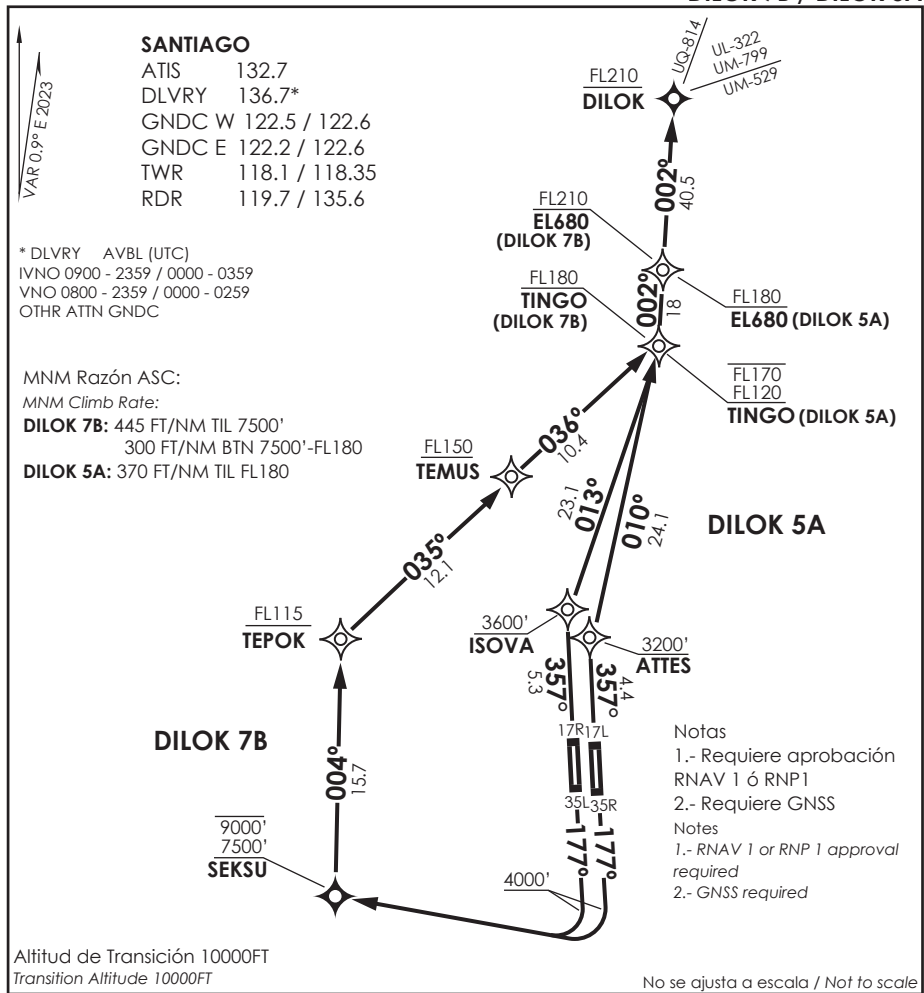 VAR 0.9° E 2023
SANTIAGO
ATIS 132.7
DLVRY 136.7*
GNDC W 122.5 / 122.6
GNDC E 122.2 / 122.6
TWR 118.1 / 118.35
RDR 119.7 / 135.6
* DLVRY AVBL (UTC)
IVNO 0900 - 2359 / 0000 - 0359
VNO 0800 - 2359 / 0000 - 0259
OTHR ATTN GNDC
MNM Razón ASC:
MNM Climb Rate:
DILOK 7B: 445 FT/NM TIL 7500'
300 FT/NM BTN 7500'-FL180
DILOK 5A: 370 FT/NM TIL FL180
UQ-814
UL-322
UM-799
UM-529
FL210
DILOK
002°
40.5
FL210
EL680
(DILOK 7B)
FL180
EL680 (DILOK 5A)
002°
18
FL180
TINGO
(DILOK 7B)
FL170
FL120
TINGO (DILOK 5A)
036°
10.4
FL150
TEMUS
035°
12.1
013°
23.1
010°
24.1
DILOK 5A
FL115
TEPOK
3600'
ISOVA
3200'
ATTES
357°
5.3
357°
4.4
DILOK 7B
004°
15.7
17R 17L
35L 35R
177°
177°
4000'
9000'
7500'
SEKSU
Notas
1.- Requiere aprobación
RNAV 1 ó RNP1
2.- Requiere GNSS
Notes
1.- RNAV 1 or RNP 1 approval
required
2.- GNSS required
Altitud de Transición 10000FT
Transition Altitude 10000FT
No se ajusta a escala / Not to scale